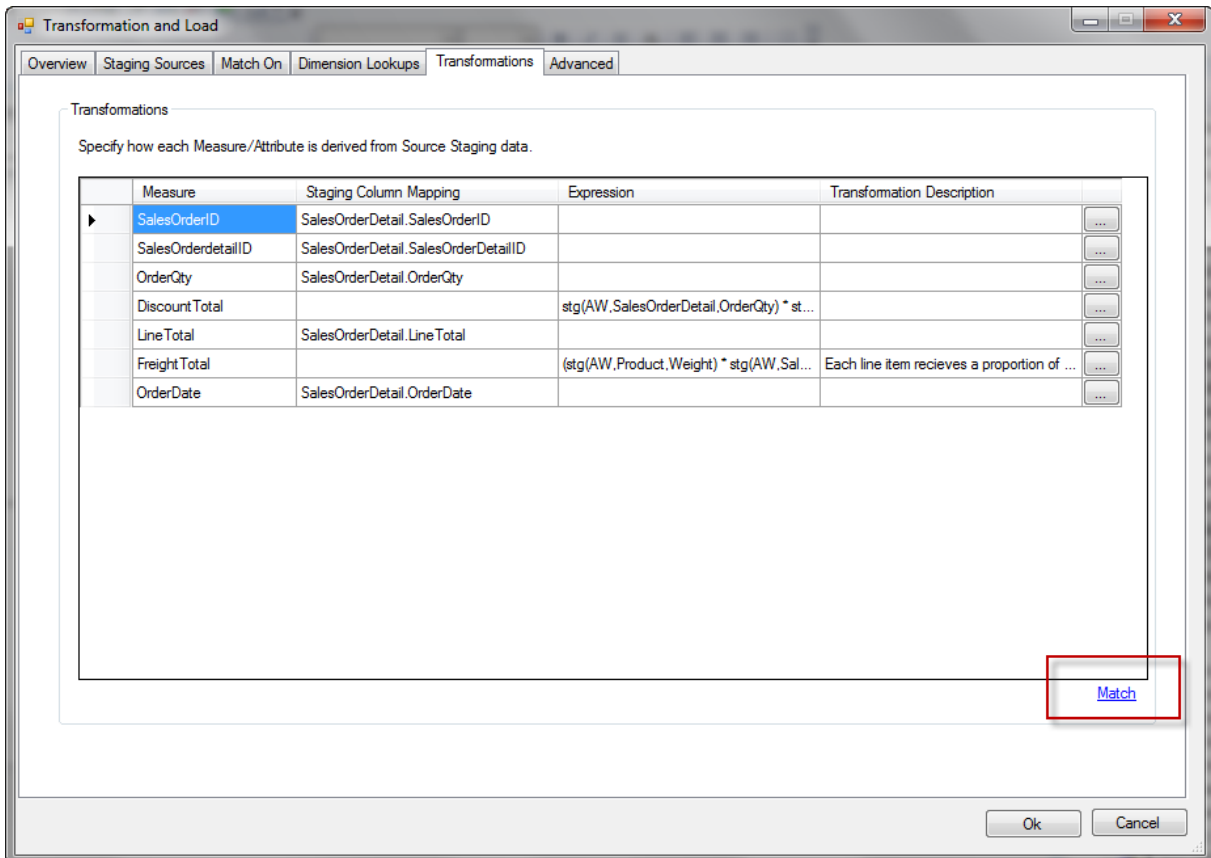 Transformation and Load
Overview Staging Sources Match On Dimension Lookups Transformations Advanced
Transformations
Specify how each Measure/Attribute is derived from Source Staging data.
Measure Staging Column Mapping Expression Transformation Description
SalesOrderID SalesOrderDetail.SalesOrderID ...
SalesOrderdetailID SalesOrderDetail.SalesOrderDetailID ...
OrderQty SalesOrderDetail.OrderQty ...
DiscountTotal stg(AW,SalesOrderDetail,OrderQty) * st... ...
LineTotal SalesOrderDetail.LineTotal ...
FreightTotal (stg(AW,Product,Weight) * stg(AW,Sal... Each line item recieves a proportion of ... ...
OrderDate SalesOrderDetail.OrderDate ...
Match
Ok Cancel